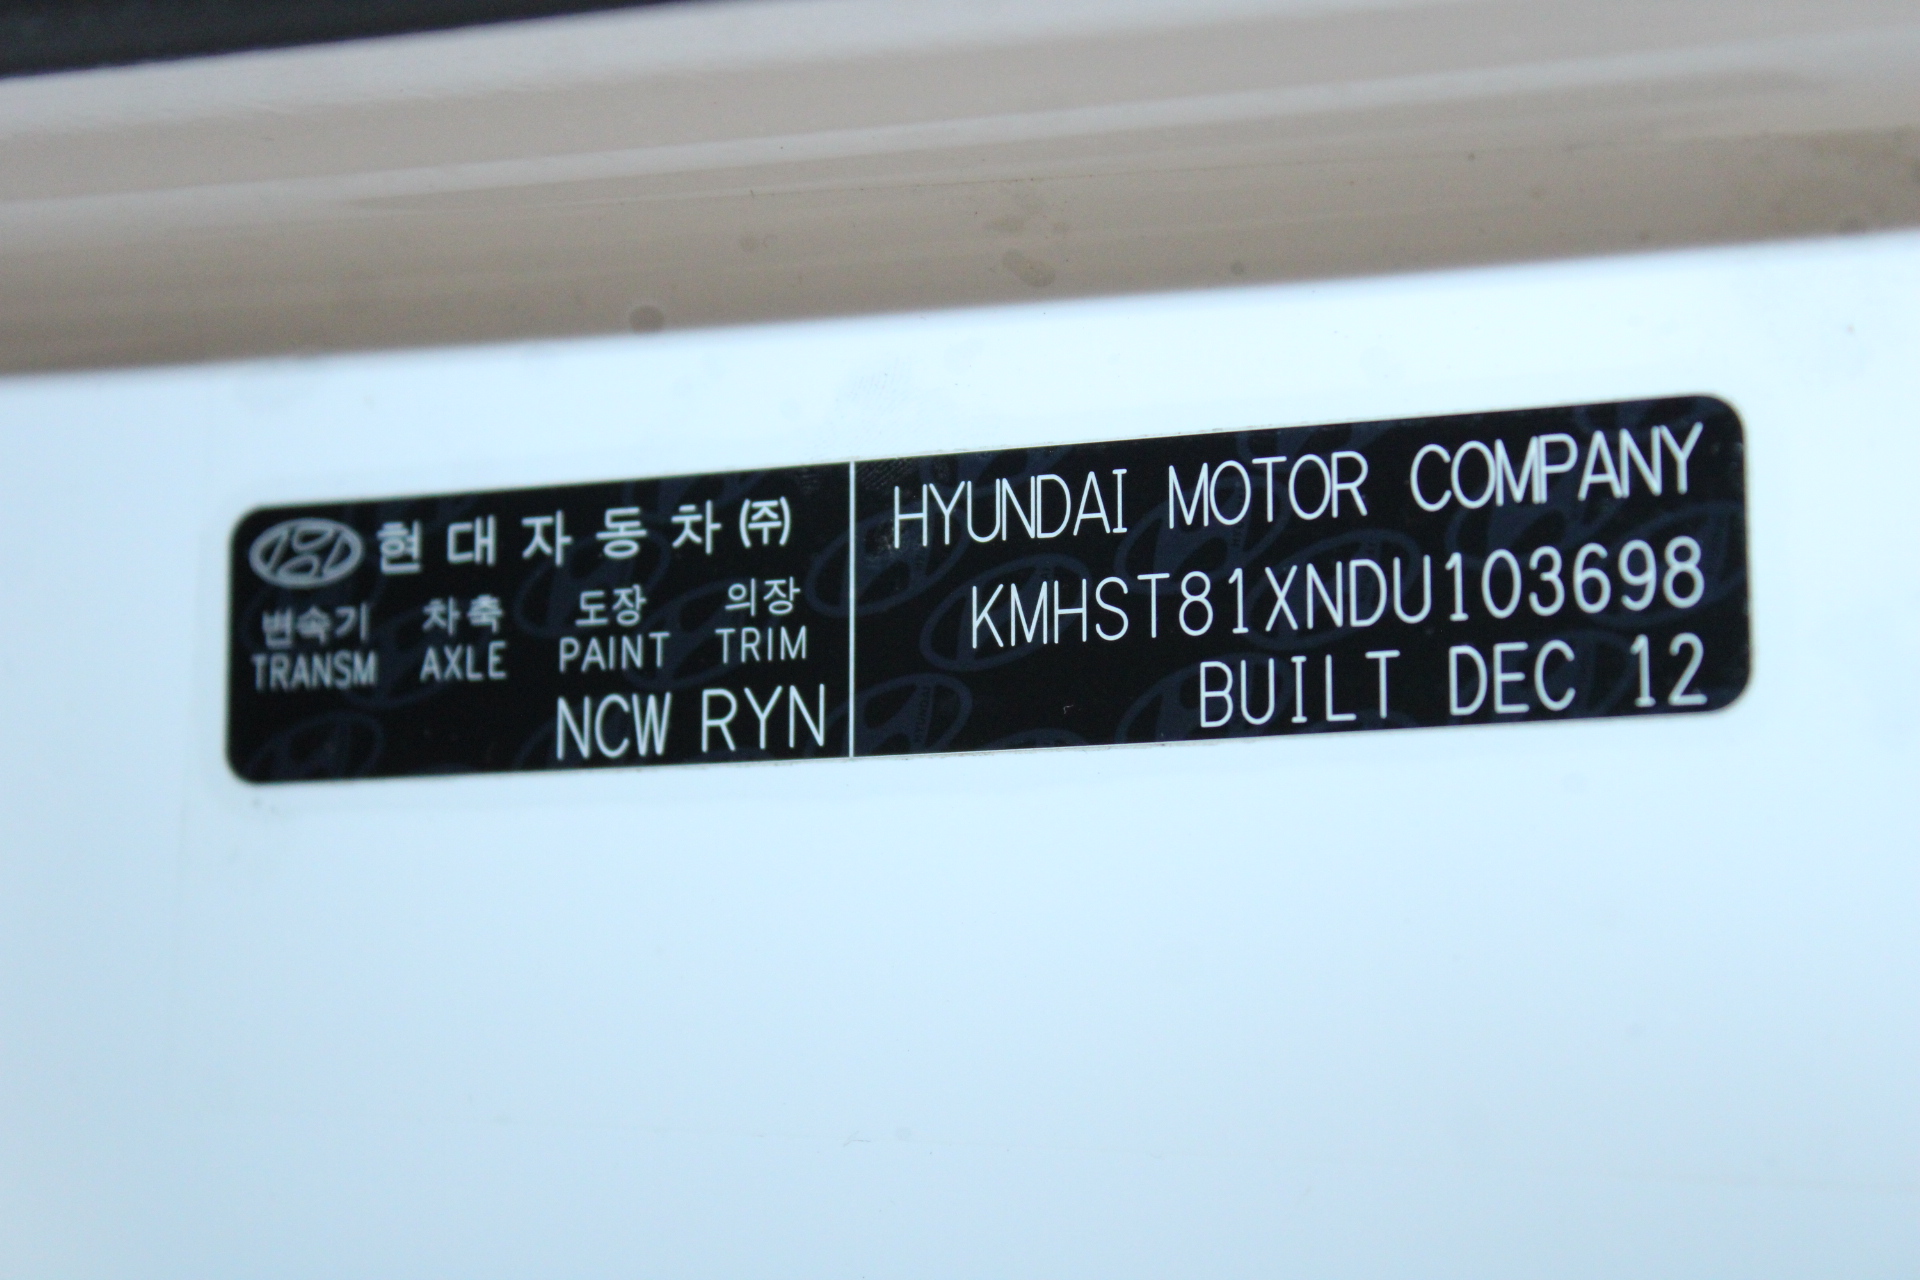 현대자동차(주)
변속기 차축 도장 의장
TRANSM AXLE PAINT TRIM
NCW RYN
HYUNDAI MOTOR COMPANY
KMHST81XNDU103698
BUILT DEC 12